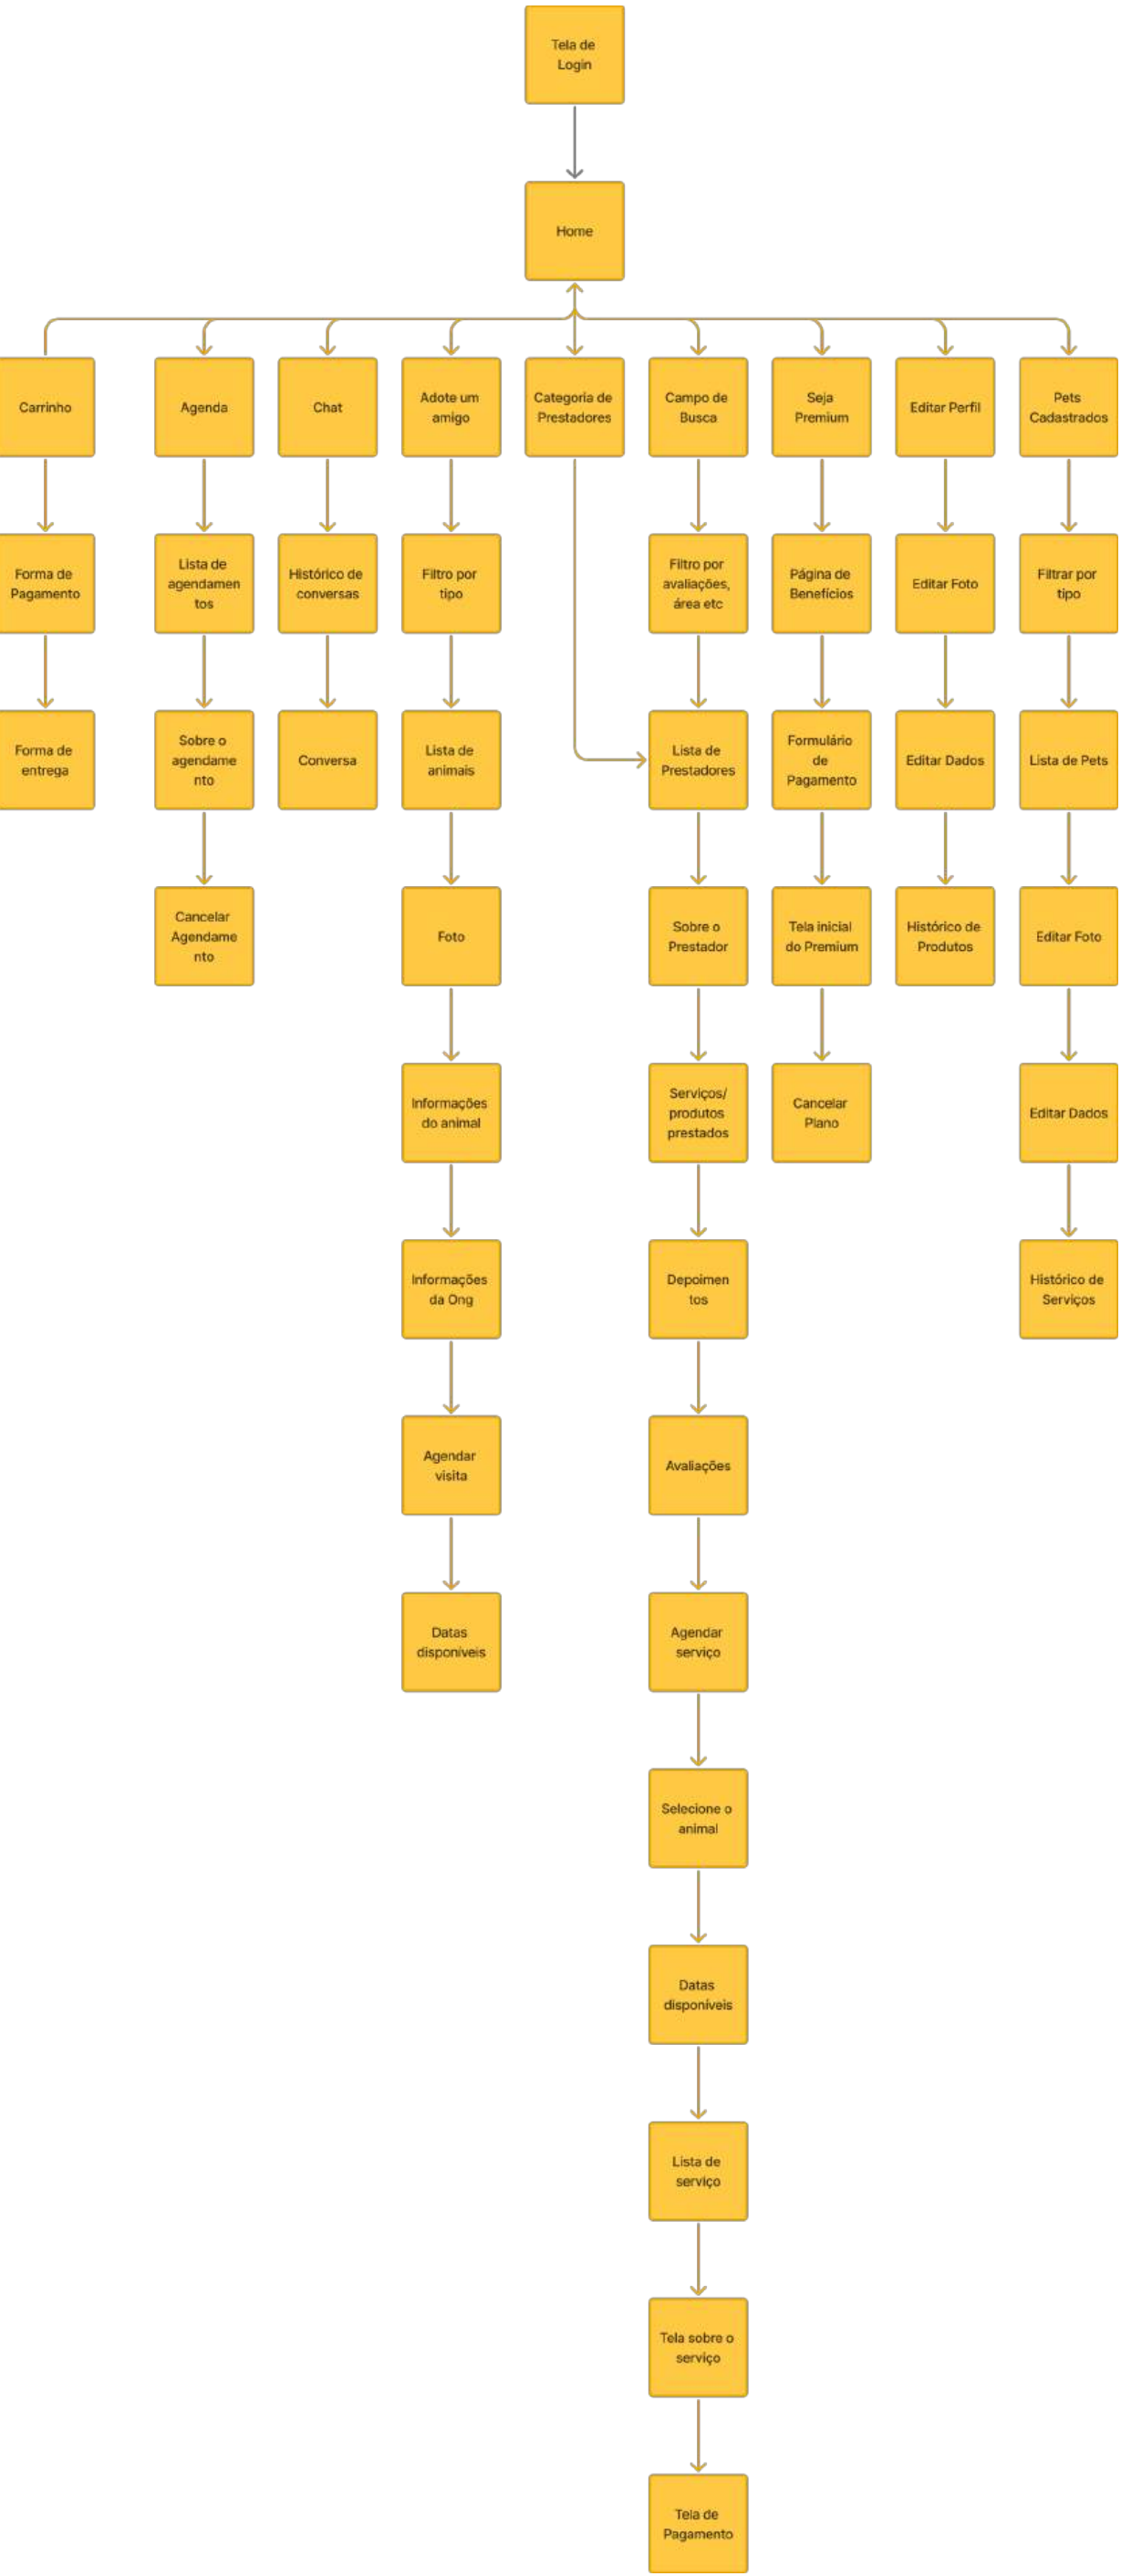 Tela de
Login
Home
Carrinho
Agenda
Chat
Adote um
amigo
Categoria de
Prestadores
Campo de
Busca
Seja
Premium
Editar Perfil
Pets
Cadastrados
Forma de
Pagamento
Lista de
agendamen
tos
Histórico de
conversas
Filtro por
tipo
Filtro por
avaliações,
área etc
Página de
Benefícios
Editar Foto
Filtrar por
tipo
Forma de
entrega
Sobre o
agendame
nto
Conversa
Lista de
animais
Lista de
Prestadores
Formulário
de
Pagamento
Editar Dados
Lista de Pets
Cancelar
Agendame
nto
Foto
Sobre o
Prestador
Tela inicial
do Premium
Histórico de
Produtos
Editar Foto
Informações
do animal
Serviços/
produtos
prestados
Cancelar
Plano
Editar Dados
Informações
da Ong
Depoimen
tos
Histórico de
Serviços
Agendar
visita
Avaliações
Datas
disponíveis
Agendar
serviço
Selecione o
animal
Datas
disponíveis
Lista de
serviço
Tela sobre o
serviço
Tela de
Pagamento